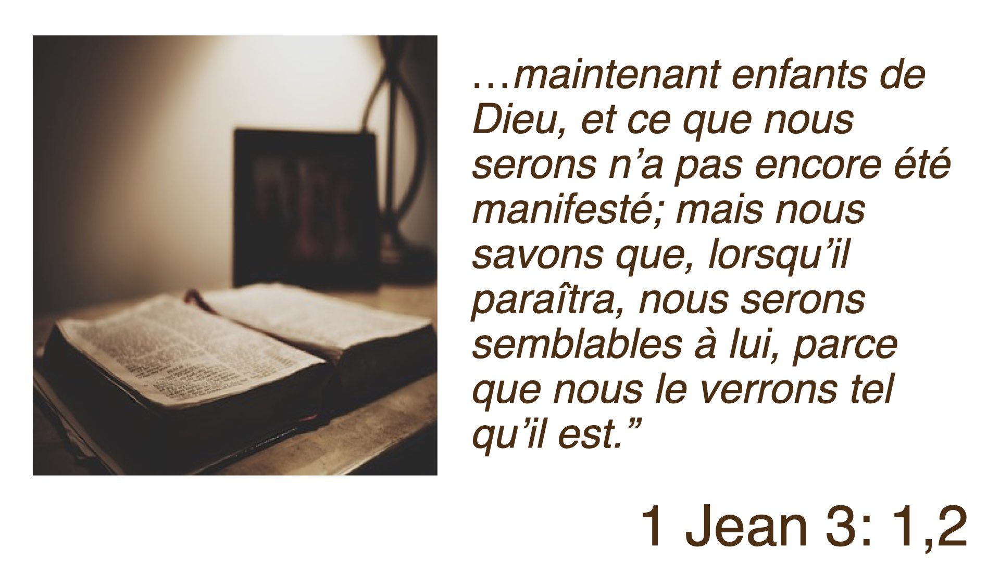 …maintenant enfants de
Dieu, et ce que nous
serons n’a pas encore été
manifesté; mais nous
savons que, lorsqu’il
paraîtra, nous serons
semblables à lui, parce
que nous le verrons tel
qu’il est.”
1 Jean 3: 1,2